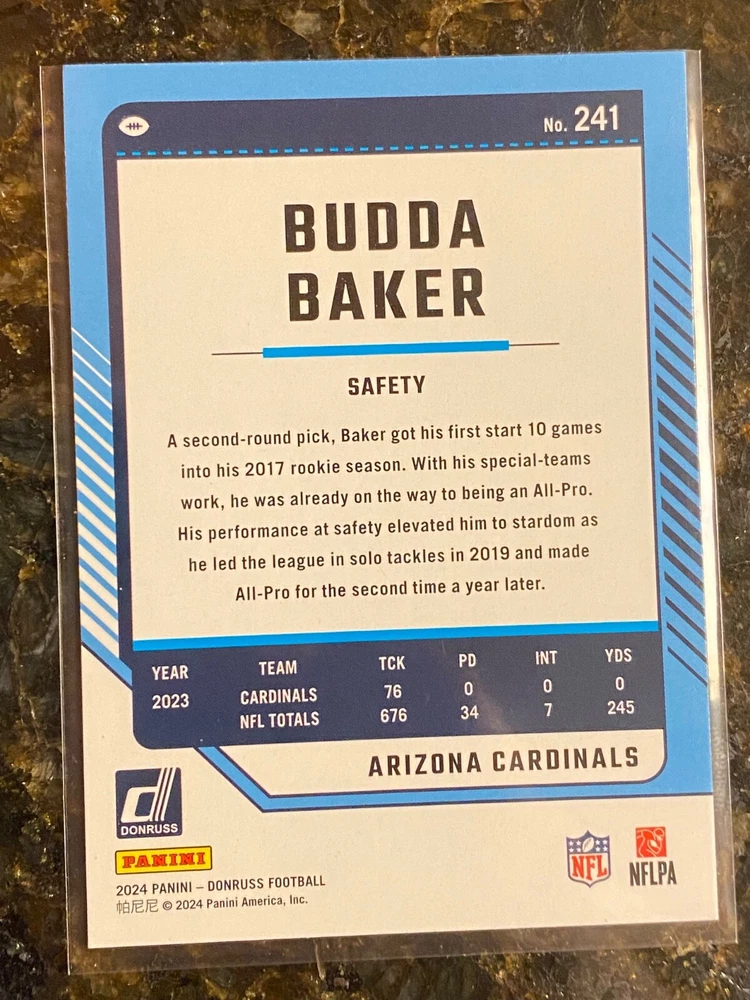 No. 241
BUDDA
BAKER
SAFETY
A second-round pick, Baker got his first start 10 games
into his 2017 rookie season. With his special-teams
work, he was already on the way to being an All-Pro.
His performance at safety elevated him to stardom as
he led the league in solo tackles in 2019 and made
All-Pro for the second time a year later.
YEAR TEAM TCK PD INT YDS
2023 CARDINALS 76 0 0 0
NFL TOTALS 676 34 7 245
ARIZONA CARDINALS
d
DONRUSS
PANINI
2024 PANINI – DONRUSS FOOTBALL
帕尼尼 © 2024 Panini America, Inc.
NFL
NFLPA